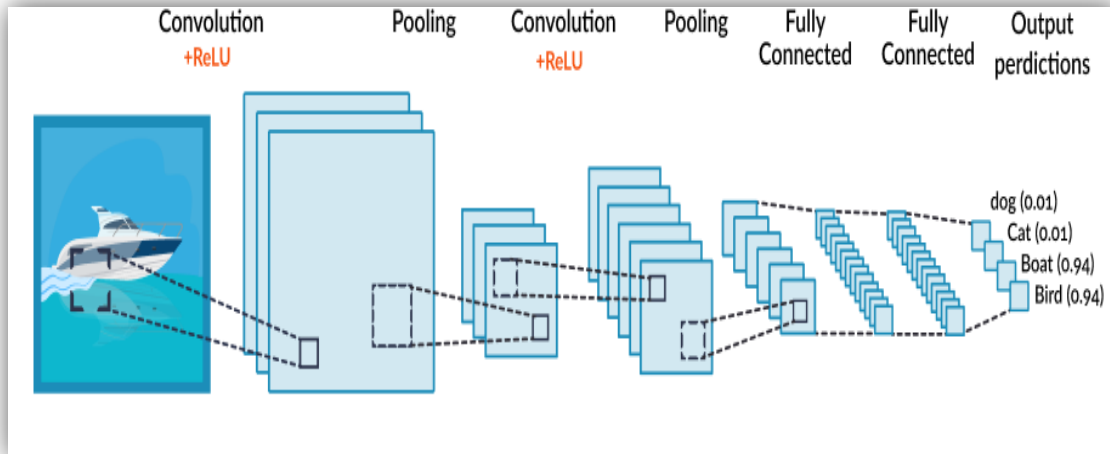 Convolution
+ReLU
Pooling
Convolution
+ReLU
Pooling
Fully
Connected
Fully
Connected
Output
perdictions
dog (0.01)
Cat (0.01)
Boat (0.94)
Bird (0.94)